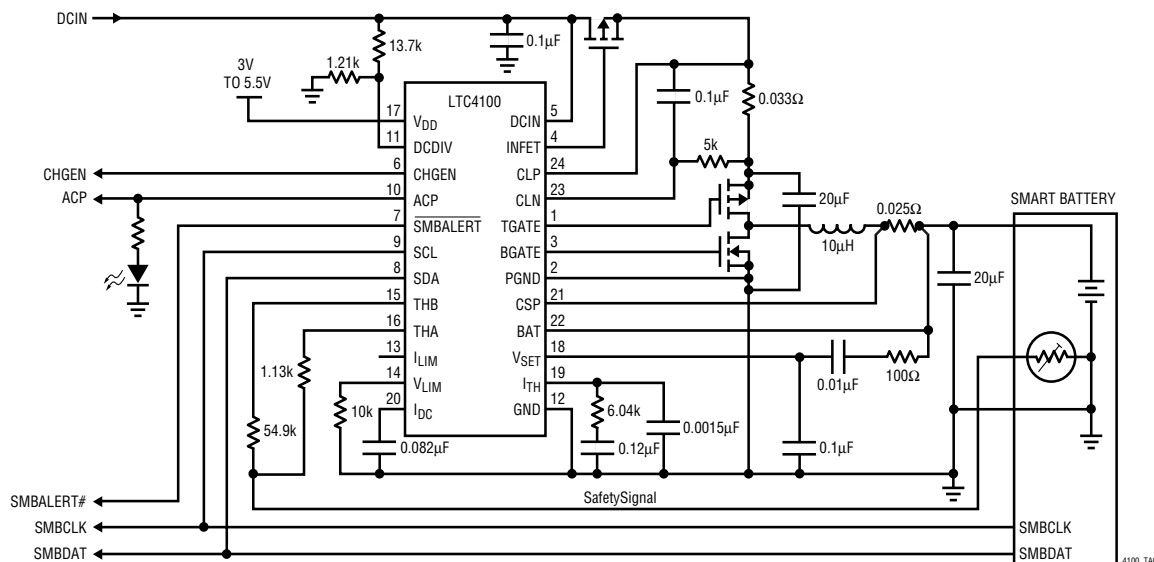 DCIN
3V
TO 5.5V
1.21k
13.7k
0.1µF
LTC4100
17
VDD
11
DCDIV
6
CHGEN
10
ACP
7
SMBALERT
9
SCL
8
SDA
15
THB
16
THA
13
ILIM
14
VLIM
20
IDC
5
DCIN
4
INFET
24
CLP
23
CLN
1
TGATE
3
BGATE
2
PGND
21
CSP
22
BAT
18
VSET
19
ITH
12
GND
CHGEN
ACP
0.1µF
0.033Ω
5k
20µF
10µH
0.025Ω
SMART BATTERY
20µF
0.01µF
100Ω
1.13k
54.9k
10k
0.082µF
6.04k
0.12µF
0.0015µF
0.1µF
SafetySignal
SMBALERT#
SMBCLK
SMBDAT
SMBCLK
SMBDAT